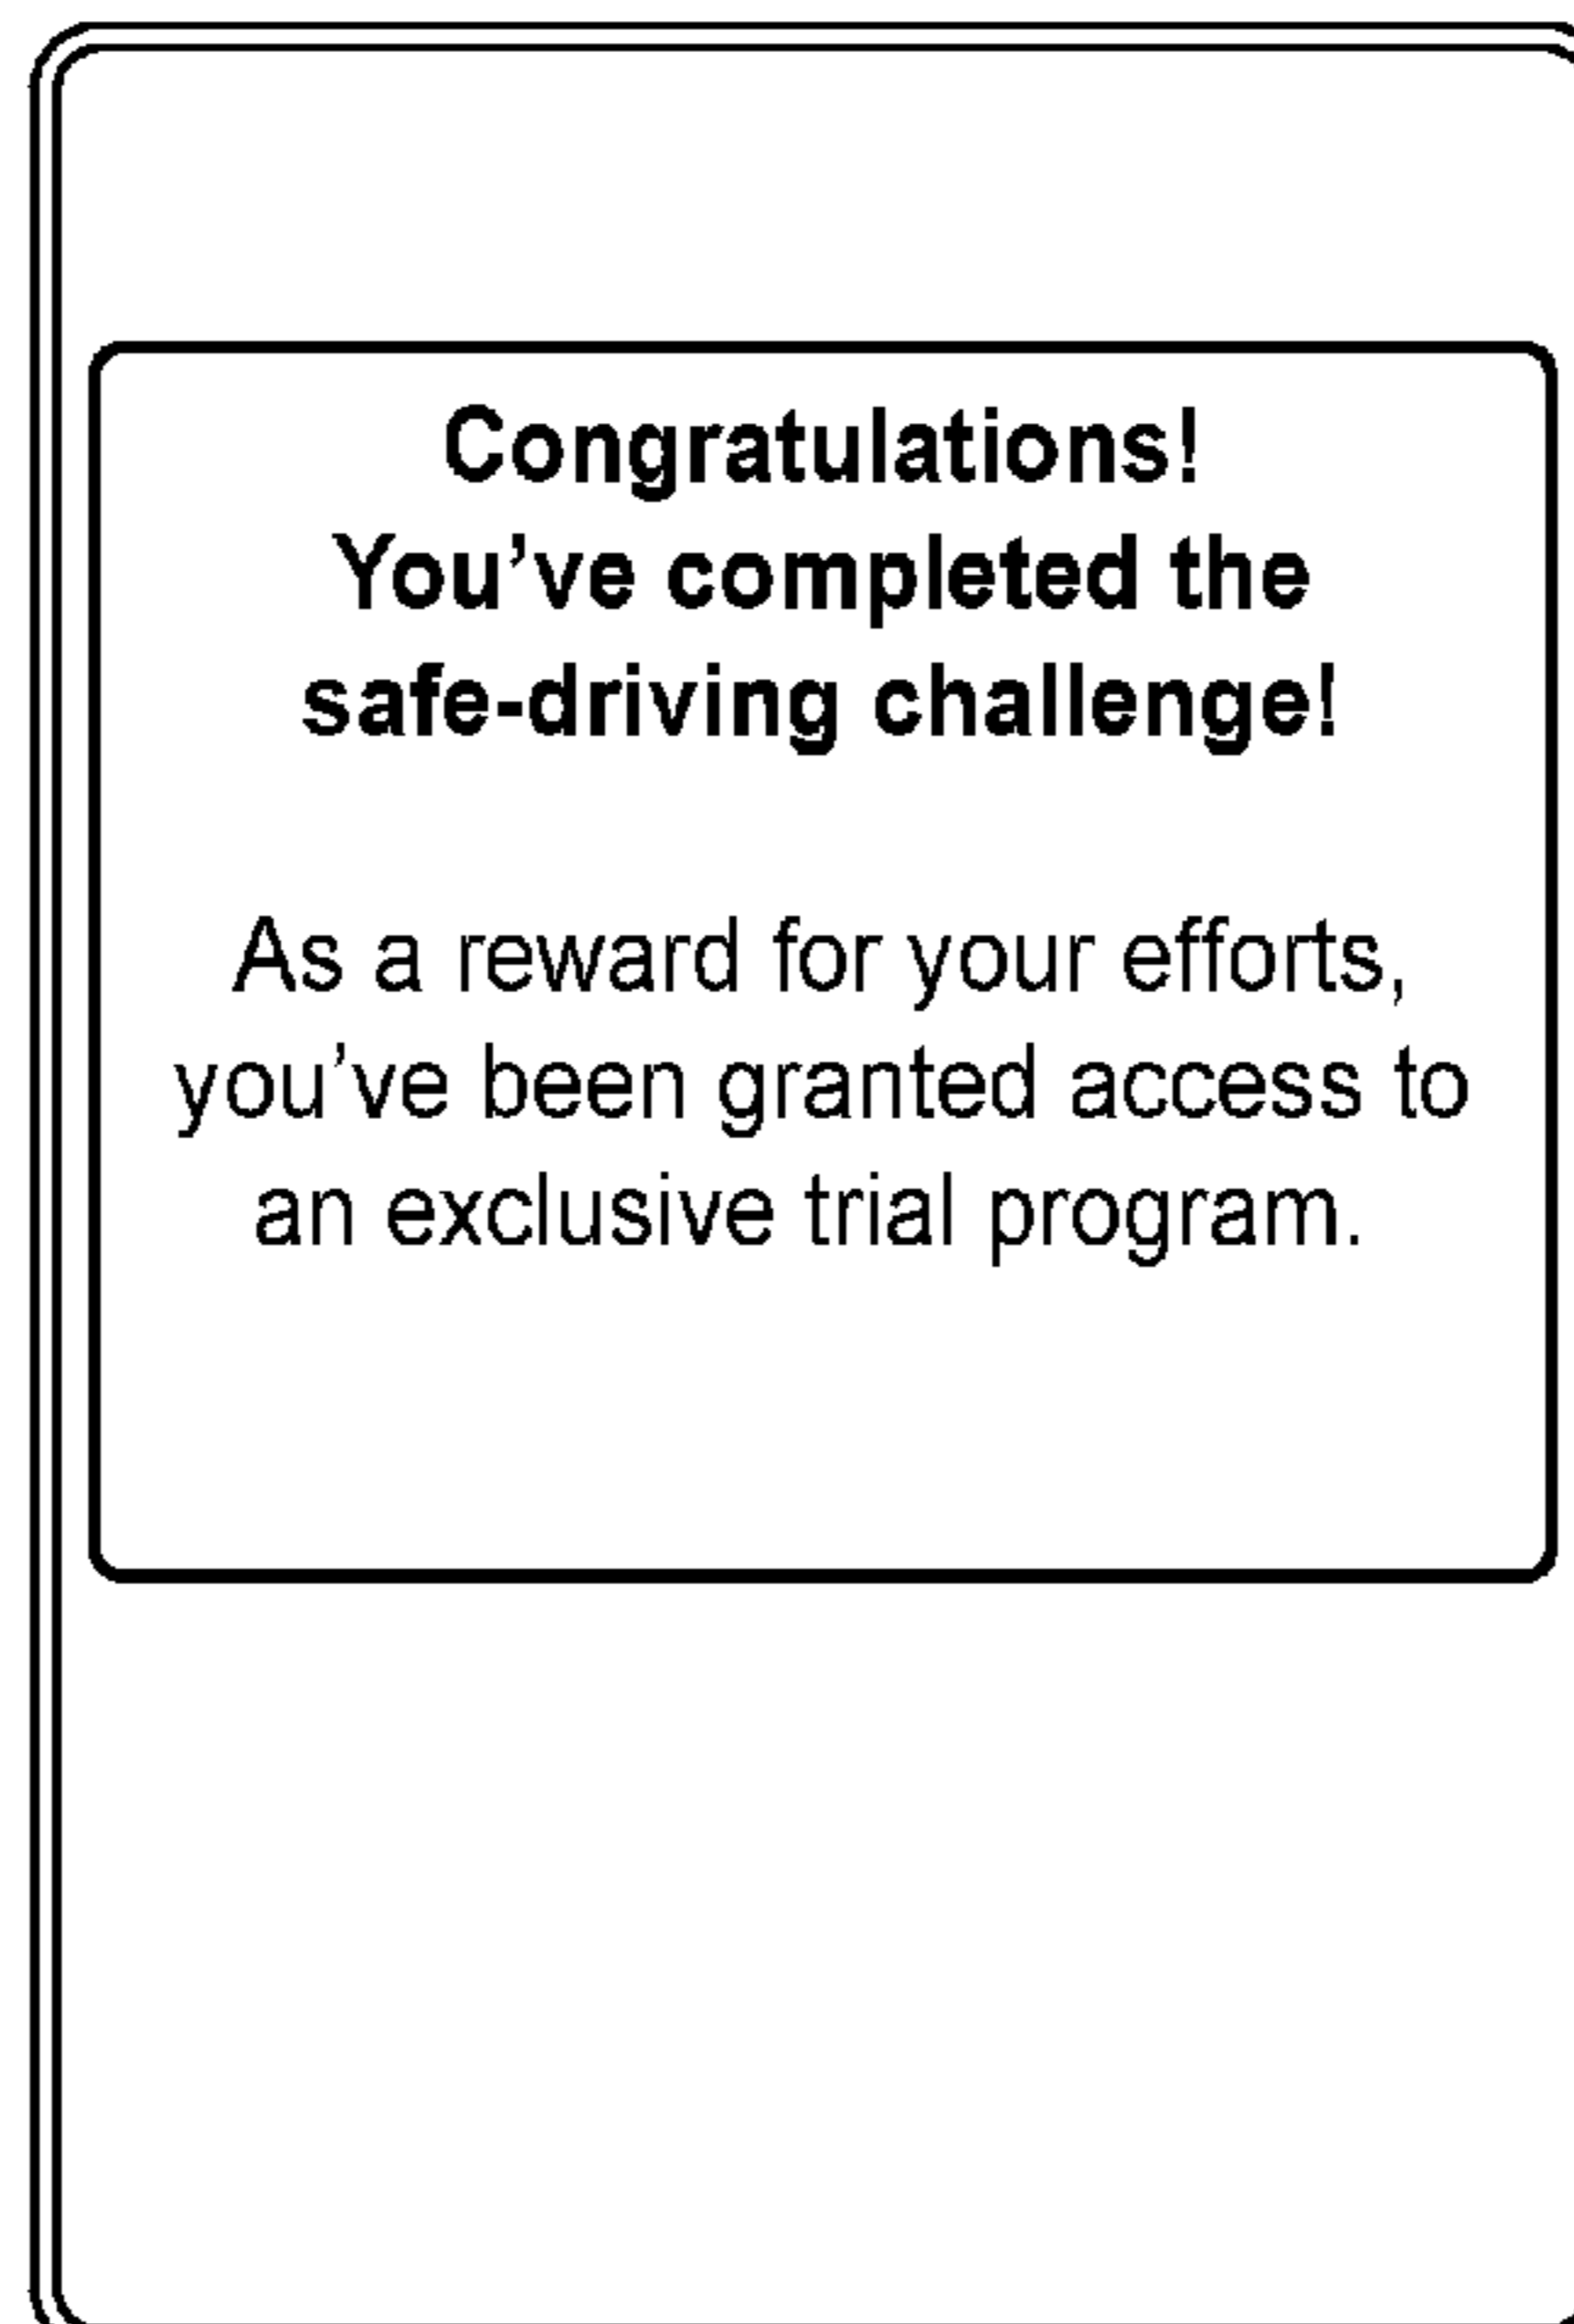 Congratulations!
You’ve completed the
safe-driving challenge!
As a reward for your efforts,
you’ve been granted access to
an exclusive trial program.